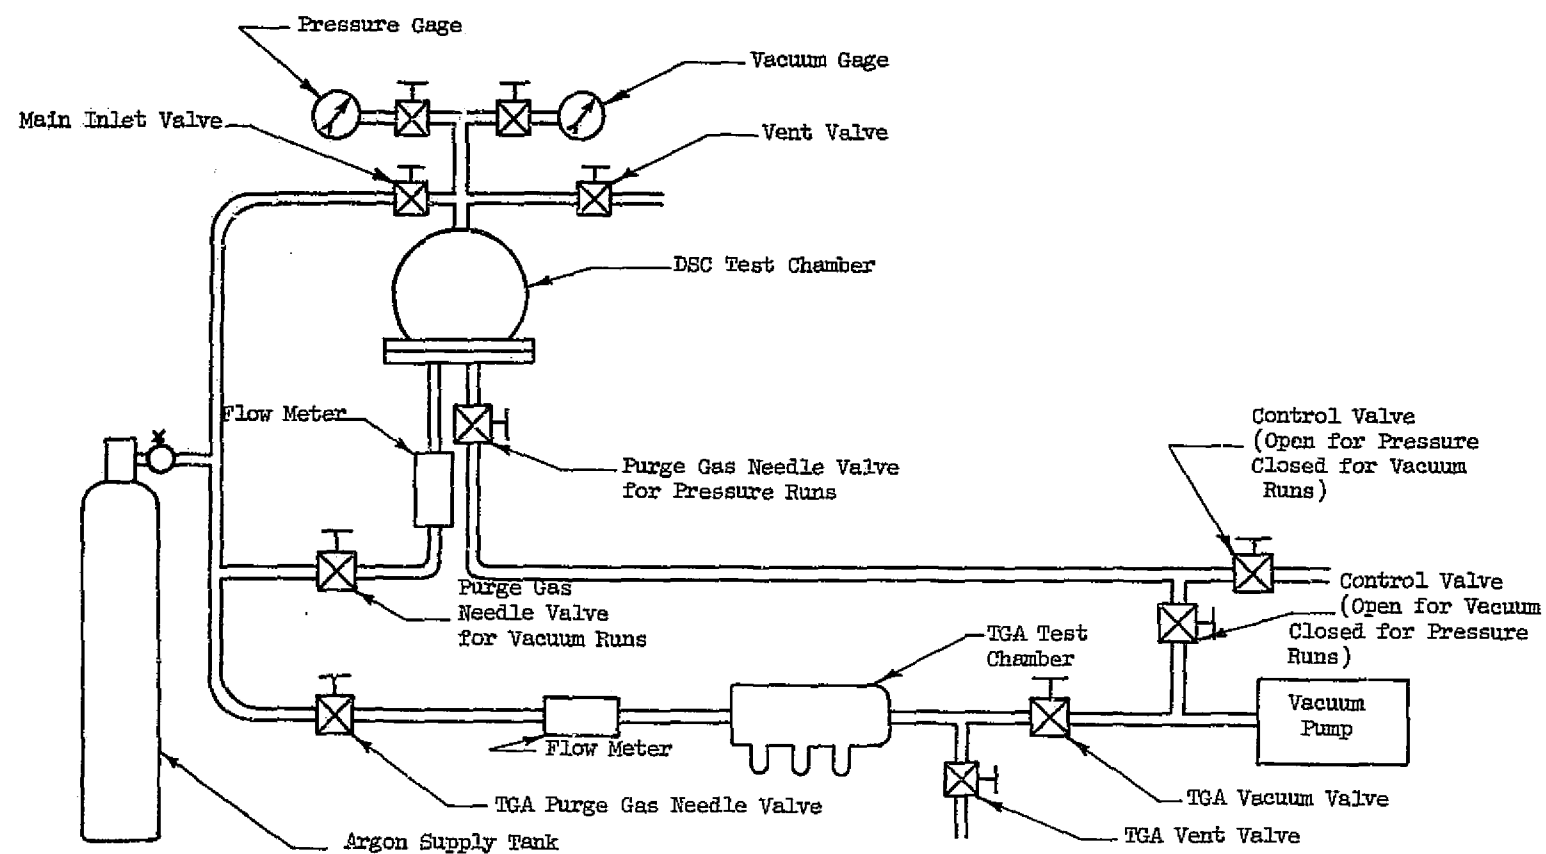 Pressure Gage
Vacuum Gage
Main Inlet Valve
Vent Valve
DSC Test Chamber
Flow Meter
Purge Gas Needle Valve
for Pressure Runs
Control Valve
(Open for Pressure
Closed for Vacuum
Runs)
Purge Gas
Needle Valve
for Vacuum Runs
Control Valve
(Open for Vacuum
Closed for Pressure
Runs)
TGA Test
Chamber
Vacuum
Pump
Flow Meter
TGA Purge Gas Needle Valve
TGA Vacuum Valve
TGA Vent Valve
Argon Supply Tank